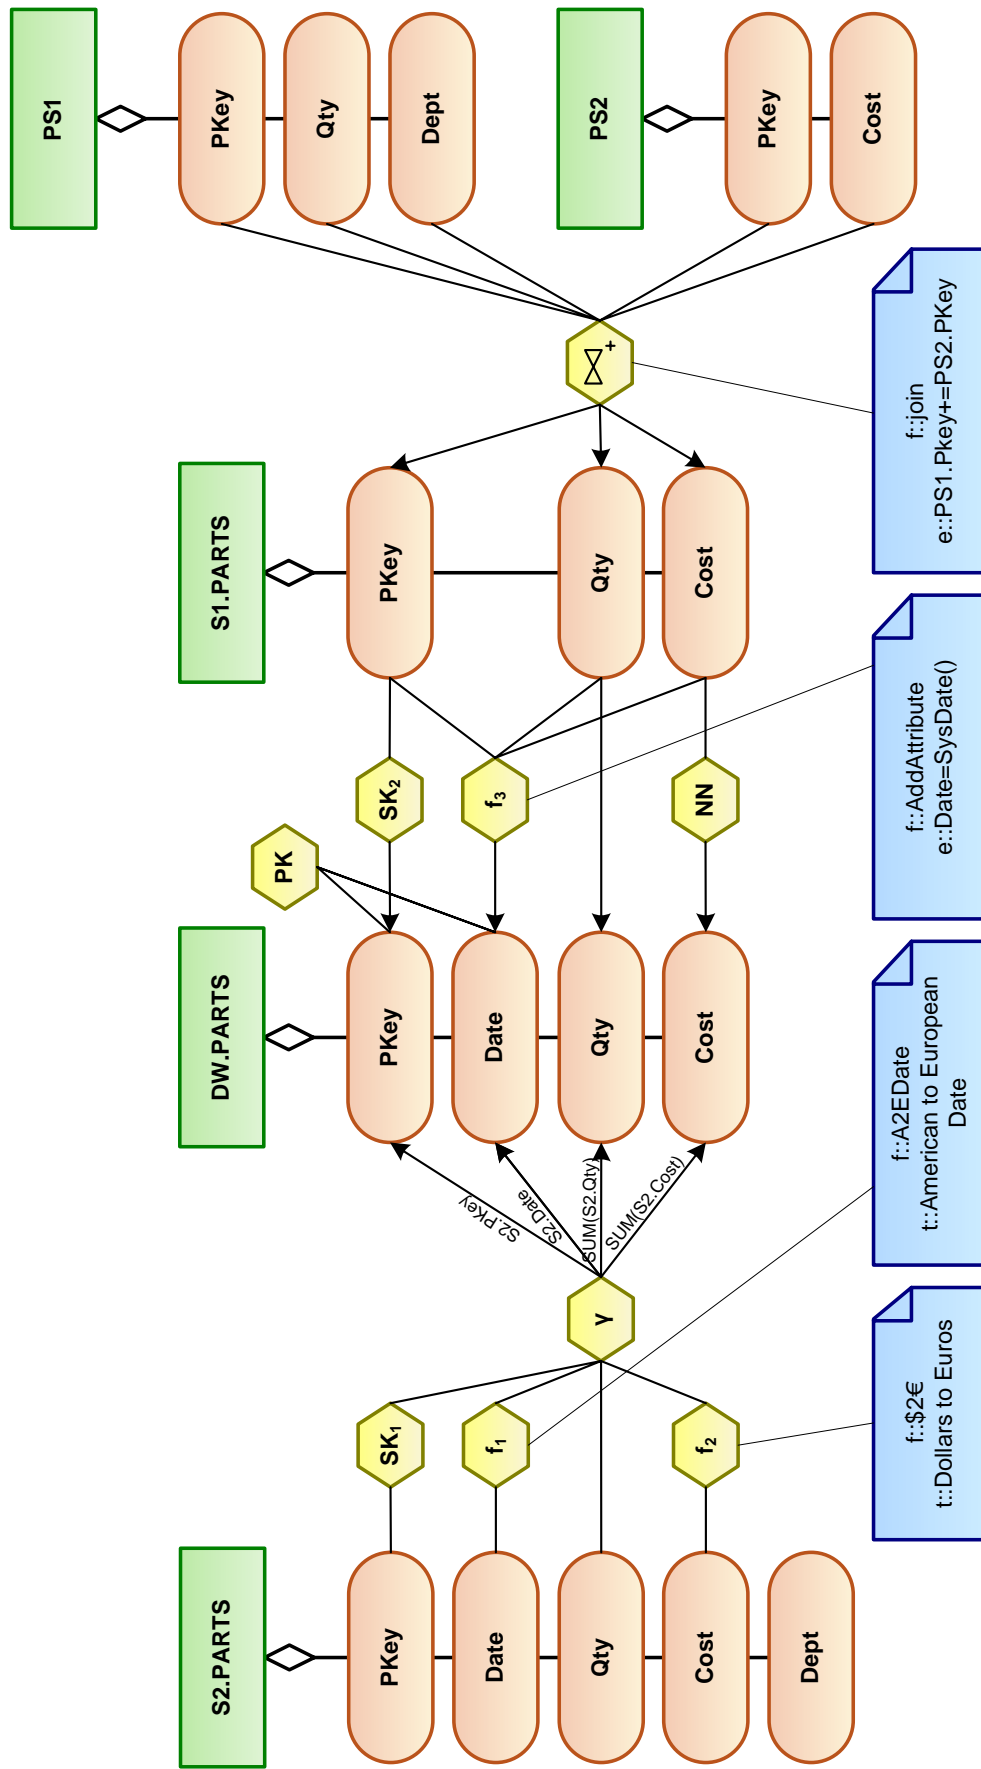 S2.PARTS
PKey
Date
Qty
Cost
Dept
SK₁
f₁
f₂
γ
S2.PKey
S2.Date
SUM(S2.Qty)
SUM(S2.Cost)
DW.PARTS
PKey
Date
Qty
Cost
PK
SK₂
f₃
NN
S1.PARTS
PKey
Qty
Cost
⋈⁺
PS1
PKey
Qty
Dept
PS2
PKey
Cost
f::$2€
t::Dollars to Euros
f::A2EDate
t::American to European
Date
f::AddAttribute
e::Date=SysDate()
f::join
e::PS1.Pkey+=PS2.PKey